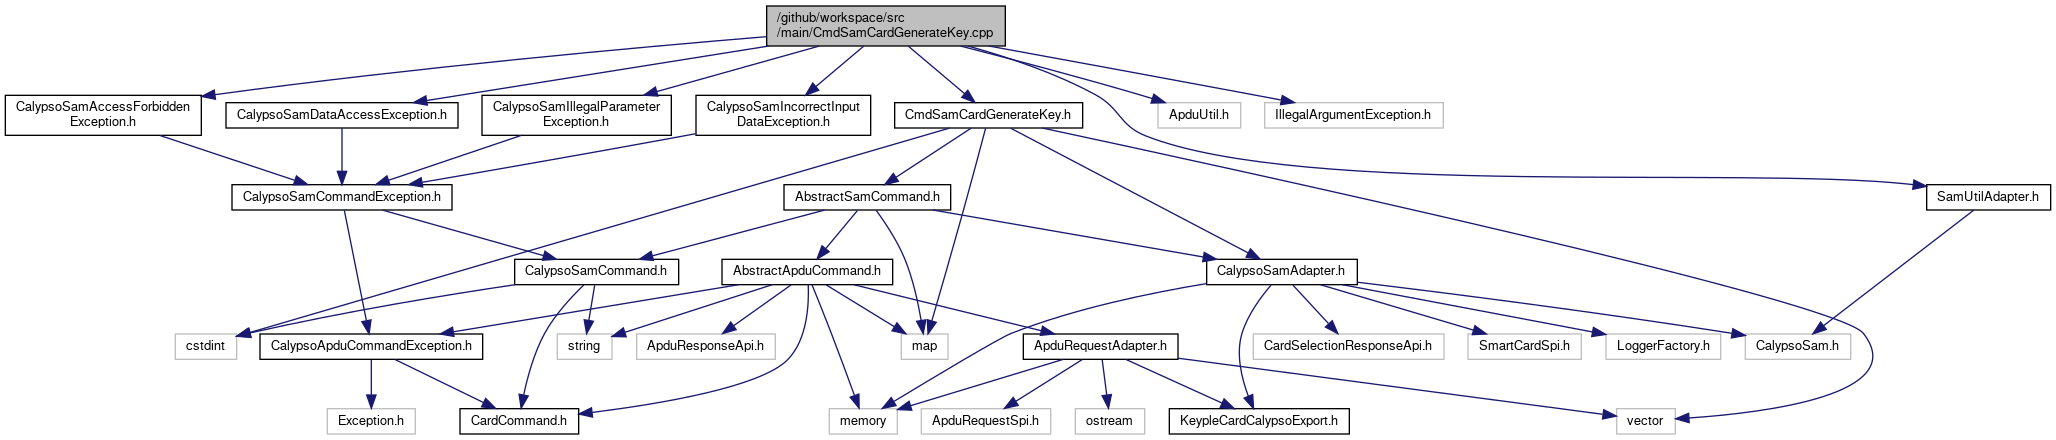 /github/workspace/src
/main/CmdSamCardGenerateKey.cpp
CalypsoSamAccessForbidden
Exception.h
CalypsoSamDataAccessException.h
CalypsoSamIllegalParameter
Exception.h
CalypsoSamIncorrectInput
DataException.h
CmdSamCardGenerateKey.h
ApduUtil.h
IllegalArgumentException.h
CalypsoSamCommandException.h
AbstractSamCommand.h
SamUtilAdapter.h
CalypsoSamCommand.h
AbstractApduCommand.h
CalypsoSamAdapter.h
cstdint
CalypsoApduCommandException.h
string
ApduResponseApi.h
map
ApduRequestAdapter.h
CardSelectionResponseApi.h
SmartCardSpi.h
LoggerFactory.h
CalypsoSam.h
Exception.h
CardCommand.h
memory
ApduRequestSpi.h
ostream
KeypleCardCalypsoExport.h
vector